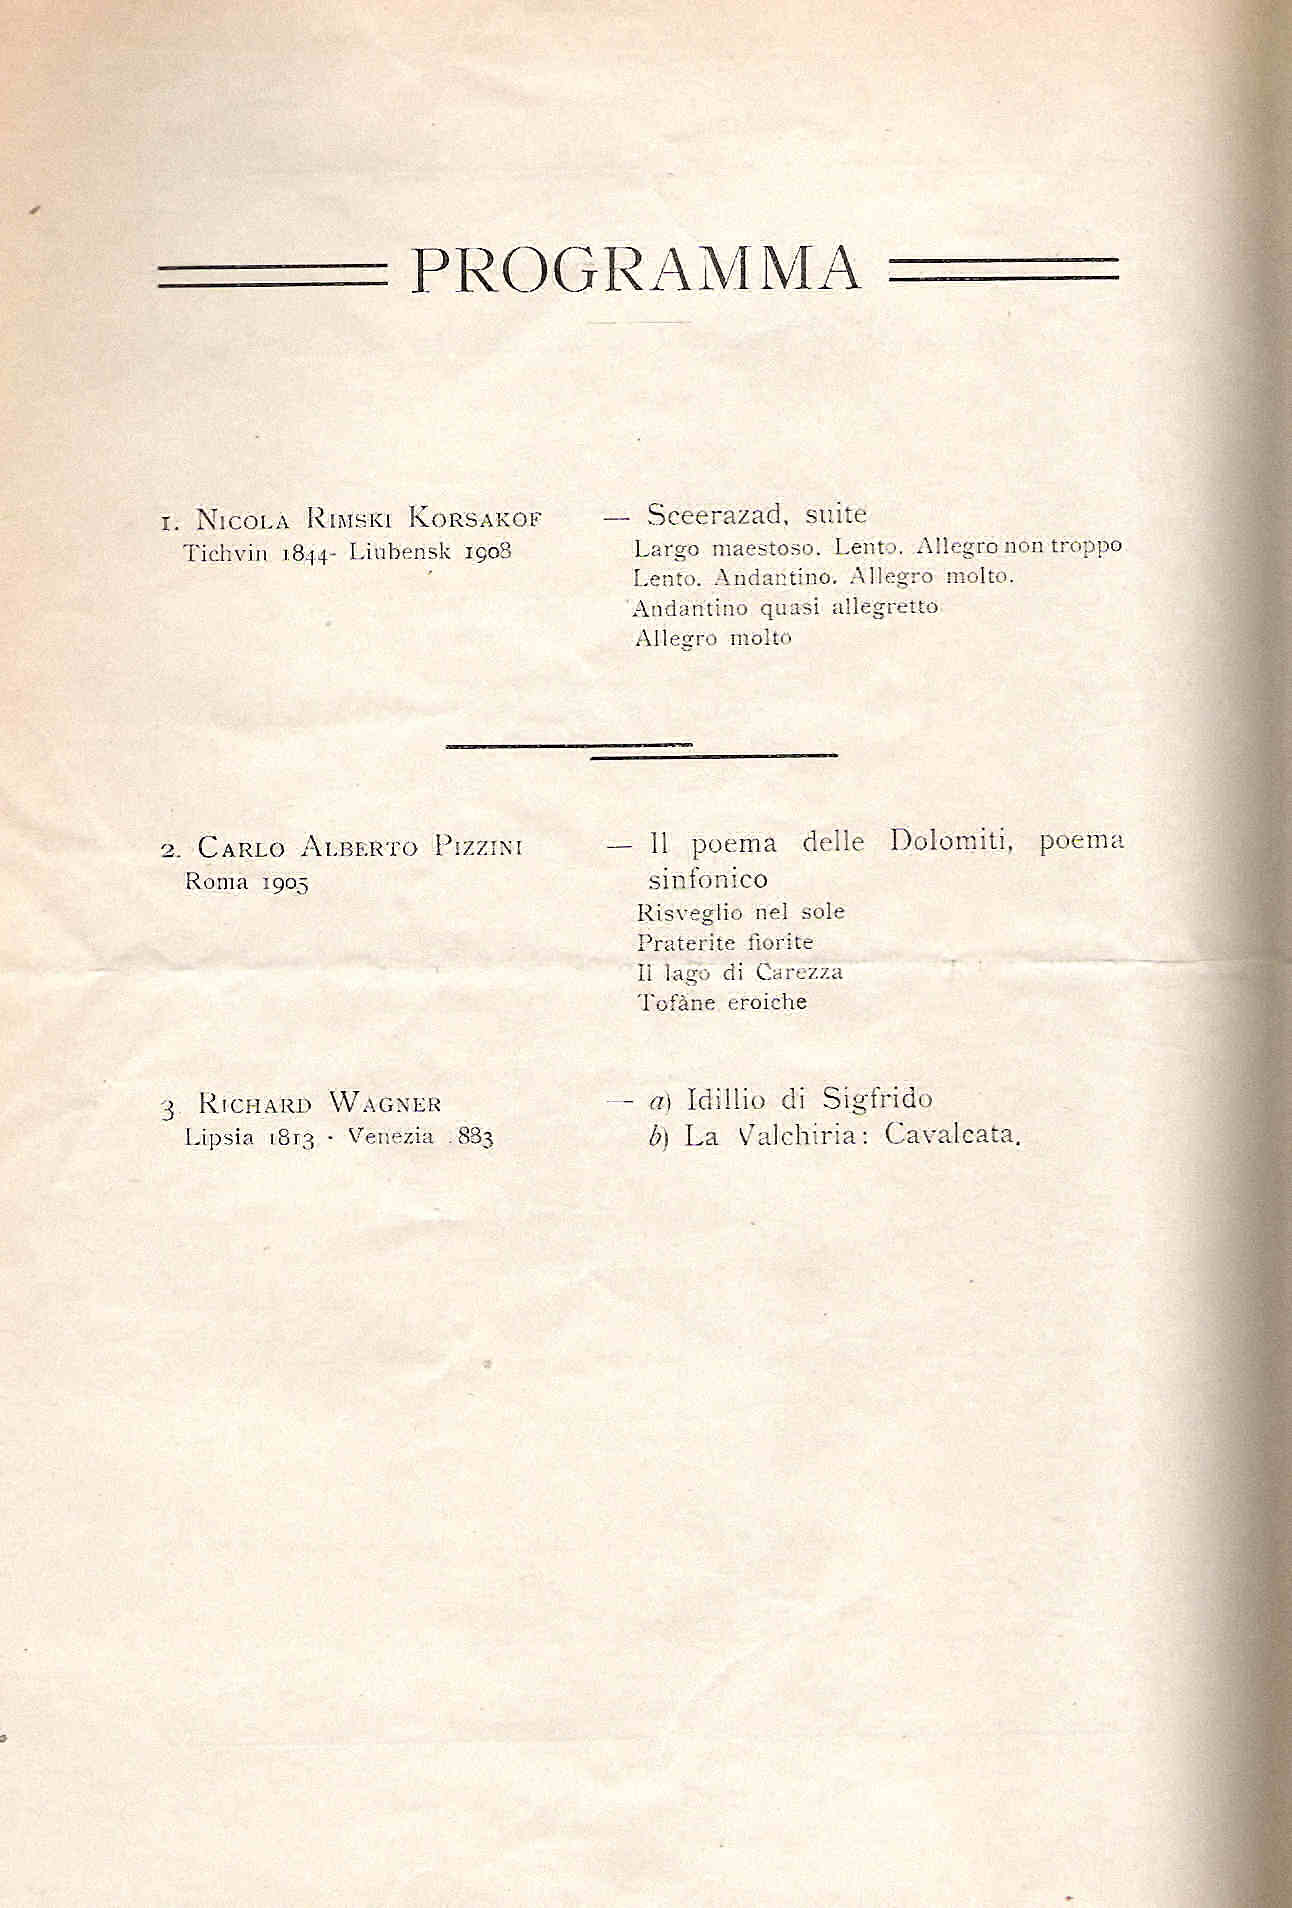 PROGRAMMA
1. NICOLA RIMSKI KORSAKOF — Sceerazad, suite
Tichvin 1844- Liubensk 1908
Largo maestoso. Lento. Allegro non troppo
Lento. Andantino. Allegro molto.
Andantino quasi allegretto
Allegro molto
2. CARLO ALBERTO PIZZINI — Il poema delle Dolomiti, poema
sinfonico
Roma 1905
Risveglio nel sole
Praterite fiorite
Il lago di Carezza
Tofàne eroiche
3. RICHARD WAGNER — a) Idillio di Sigfrido
Lipsia 1813 - Venezia 1883
b) La Valchiria: Cavalcata.